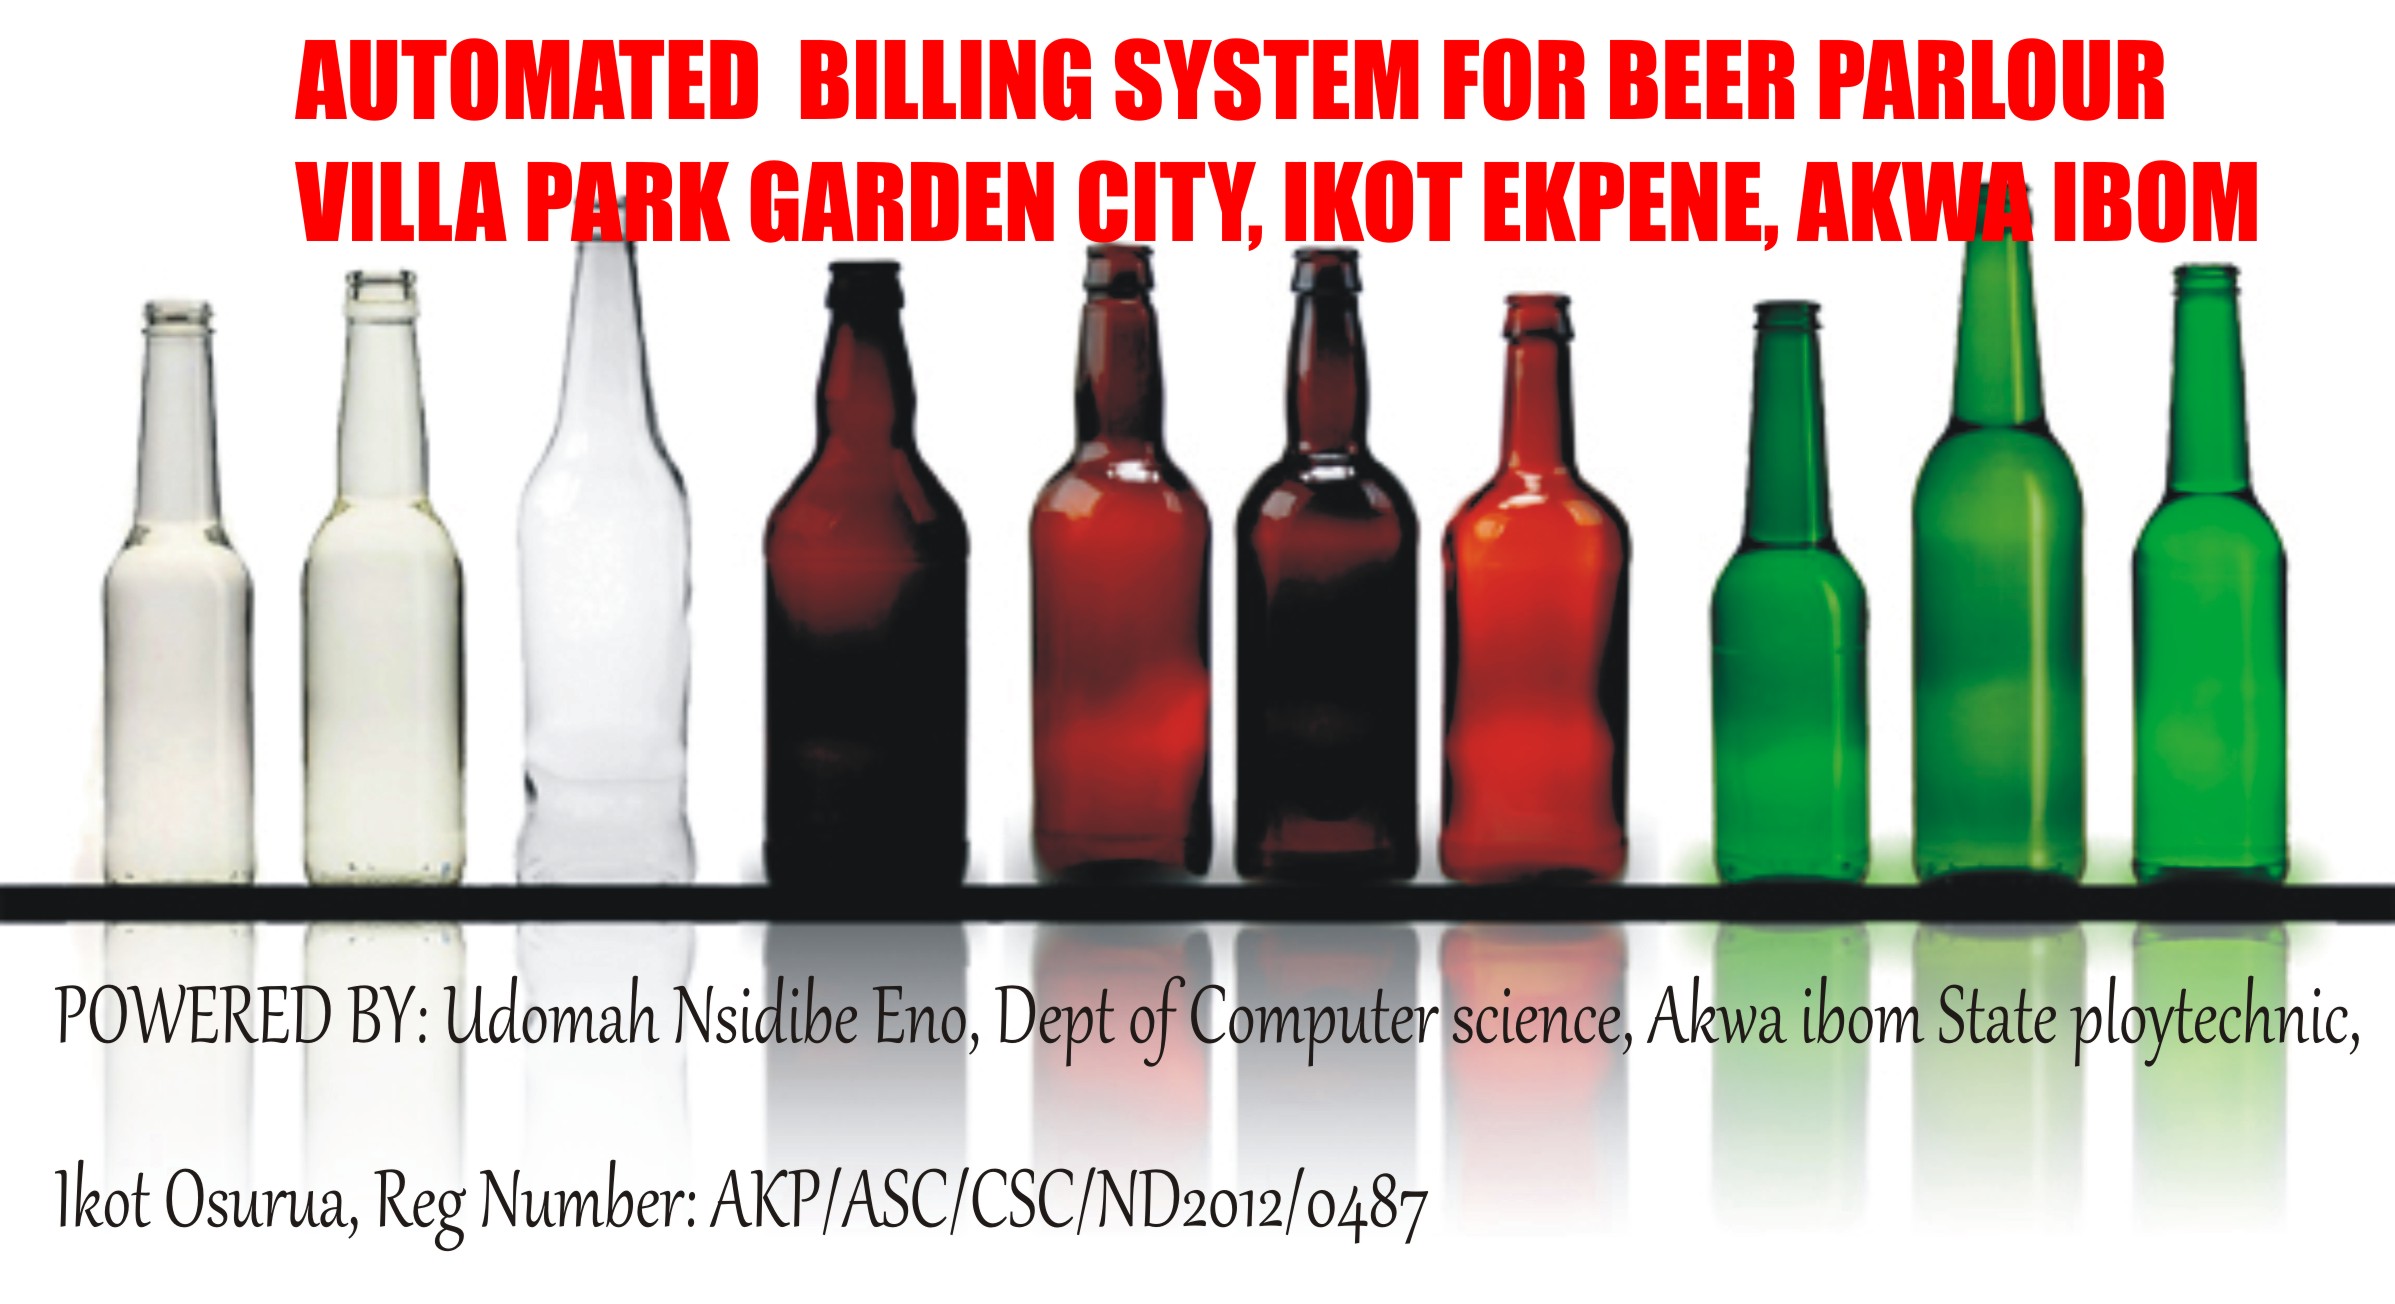 AUTOMATED BILLING SYSTEM FOR BEER PARLOUR
VILLA PARK GARDEN CITY, IKOT EKPENE, AKWA IBOM
POWERED BY: Udomah Nsidibe Eno, Dept of Computer science, Akwa ibom State ploytechnic,
Ikot Osurua, Reg Number: AKP/ASC/CSC/ND2012/0487